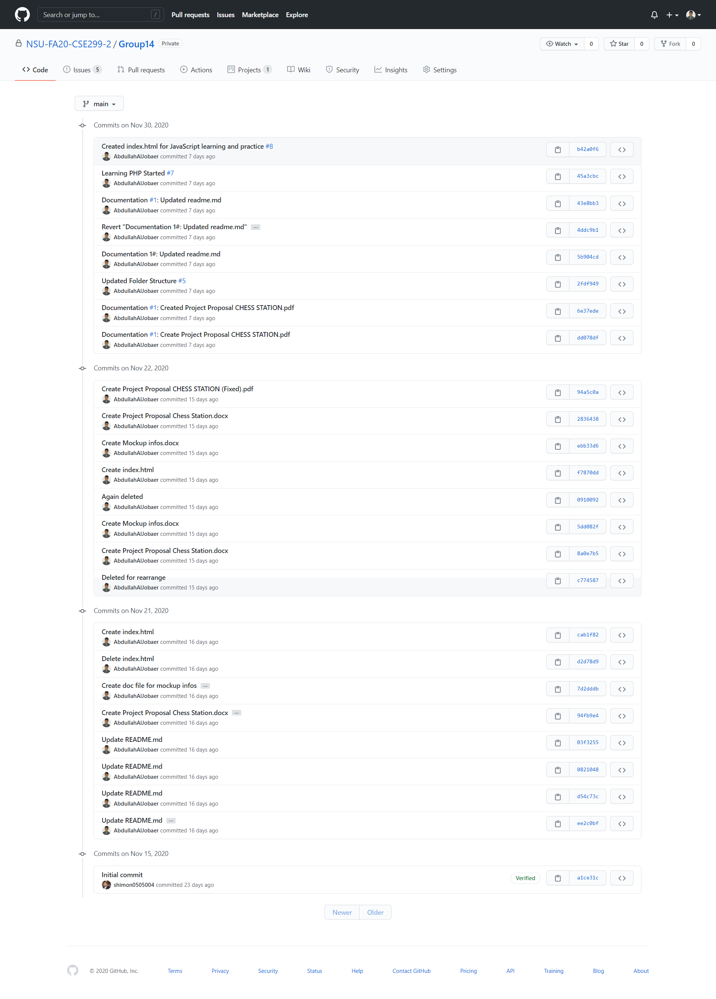 Search or jump to... /
Pull requests Issues Marketplace Explore
NSU-FA20-CSE299-2 / Group14 Private
Watch 0 Star 0 Fork 0
Code Issues 5 Pull requests Actions Projects 1 Wiki Security Insights Settings
main
Commits on Nov 30, 2020
Created index.html for JavaScript learning and practice #8
AbdullahAlJobaer committed 7 days ago
b42a0f6
Learning PHP Started #7
AbdullahAlJobaer committed 7 days ago
45a3cbc
Documentation #1: Updated readme.md
AbdullahAlJobaer committed 7 days ago
43e8bb3
Revert "Documentation 1#: Updated readme.md" ...
AbdullahAlJobaer committed 7 days ago
4ddc9b1
Documentation 1#: Updated readme.md
AbdullahAlJobaer committed 7 days ago
5b904cd
Updated Folder Structure #5
AbdullahAlJobaer committed 7 days ago
2fdf949
Documentation #1: Created Project Proposal CHESS STATION.pdf
AbdullahAlJobaer committed 7 days ago
6e37ede
Documentation #1: Create Project Proposal CHESS STATION.pdf
AbdullahAlJobaer committed 7 days ago
dd078df
Commits on Nov 22, 2020
Create Project Proposal CHESS STATION (Fixed).pdf
AbdullahAlJobaer committed 15 days ago
94a5c0a
Create Project Proposal Chess Station.docx
AbdullahAlJobaer committed 15 days ago
2836438
Create Mockup infos.docx
AbdullahAlJobaer committed 15 days ago
ebb33d6
Create index.html
AbdullahAlJobaer committed 15 days ago
f7870dd
Again deleted
AbdullahAlJobaer committed 15 days ago
0910092
Create Mockup infos.docx
AbdullahAlJobaer committed 15 days ago
5dd082f
Create Project Proposal Chess Station.docx
AbdullahAlJobaer committed 15 days ago
8a0e7b5
Deleted for rearrange
AbdullahAlJobaer committed 15 days ago
c774587
Commits on Nov 21, 2020
Create index.html
AbdullahAlJobaer committed 16 days ago
cab1f82
Delete index.html
AbdullahAlJobaer committed 16 days ago
d2d78d9
Create doc file for mockup infos ...
AbdullahAlJobaer committed 16 days ago
7d2dddb
Create Project Proposal Chess Station.docx ...
AbdullahAlJobaer committed 16 days ago
94fb9e4
Update README.md
AbdullahAlJobaer committed 16 days ago
03f3255
Update README.md
AbdullahAlJobaer committed 16 days ago
0821048
Update README.md
AbdullahAlJobaer committed 16 days ago
d54c73c
Update README.md ...
AbdullahAlJobaer committed 16 days ago
ee2c0bf
Commits on Nov 15, 2020
Initial commit
shimon0505004 committed 23 days ago
Verified a1ce31c
Newer Older
© 2020 GitHub, Inc. Terms Privacy Security Status Help Contact GitHub Pricing API Training Blog About